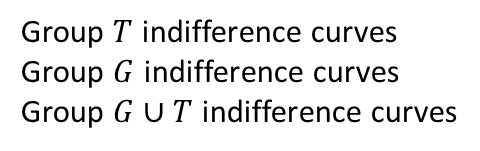 Group T indifference curves
Group G indifference curves
Group G ∪ T indifference curves